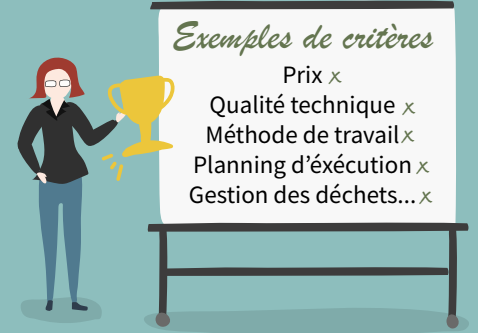 Exemples de critères
Prix x
Qualité technique x
Méthode de travail x
Planning d'éxécution x
Gestion des déchets... x